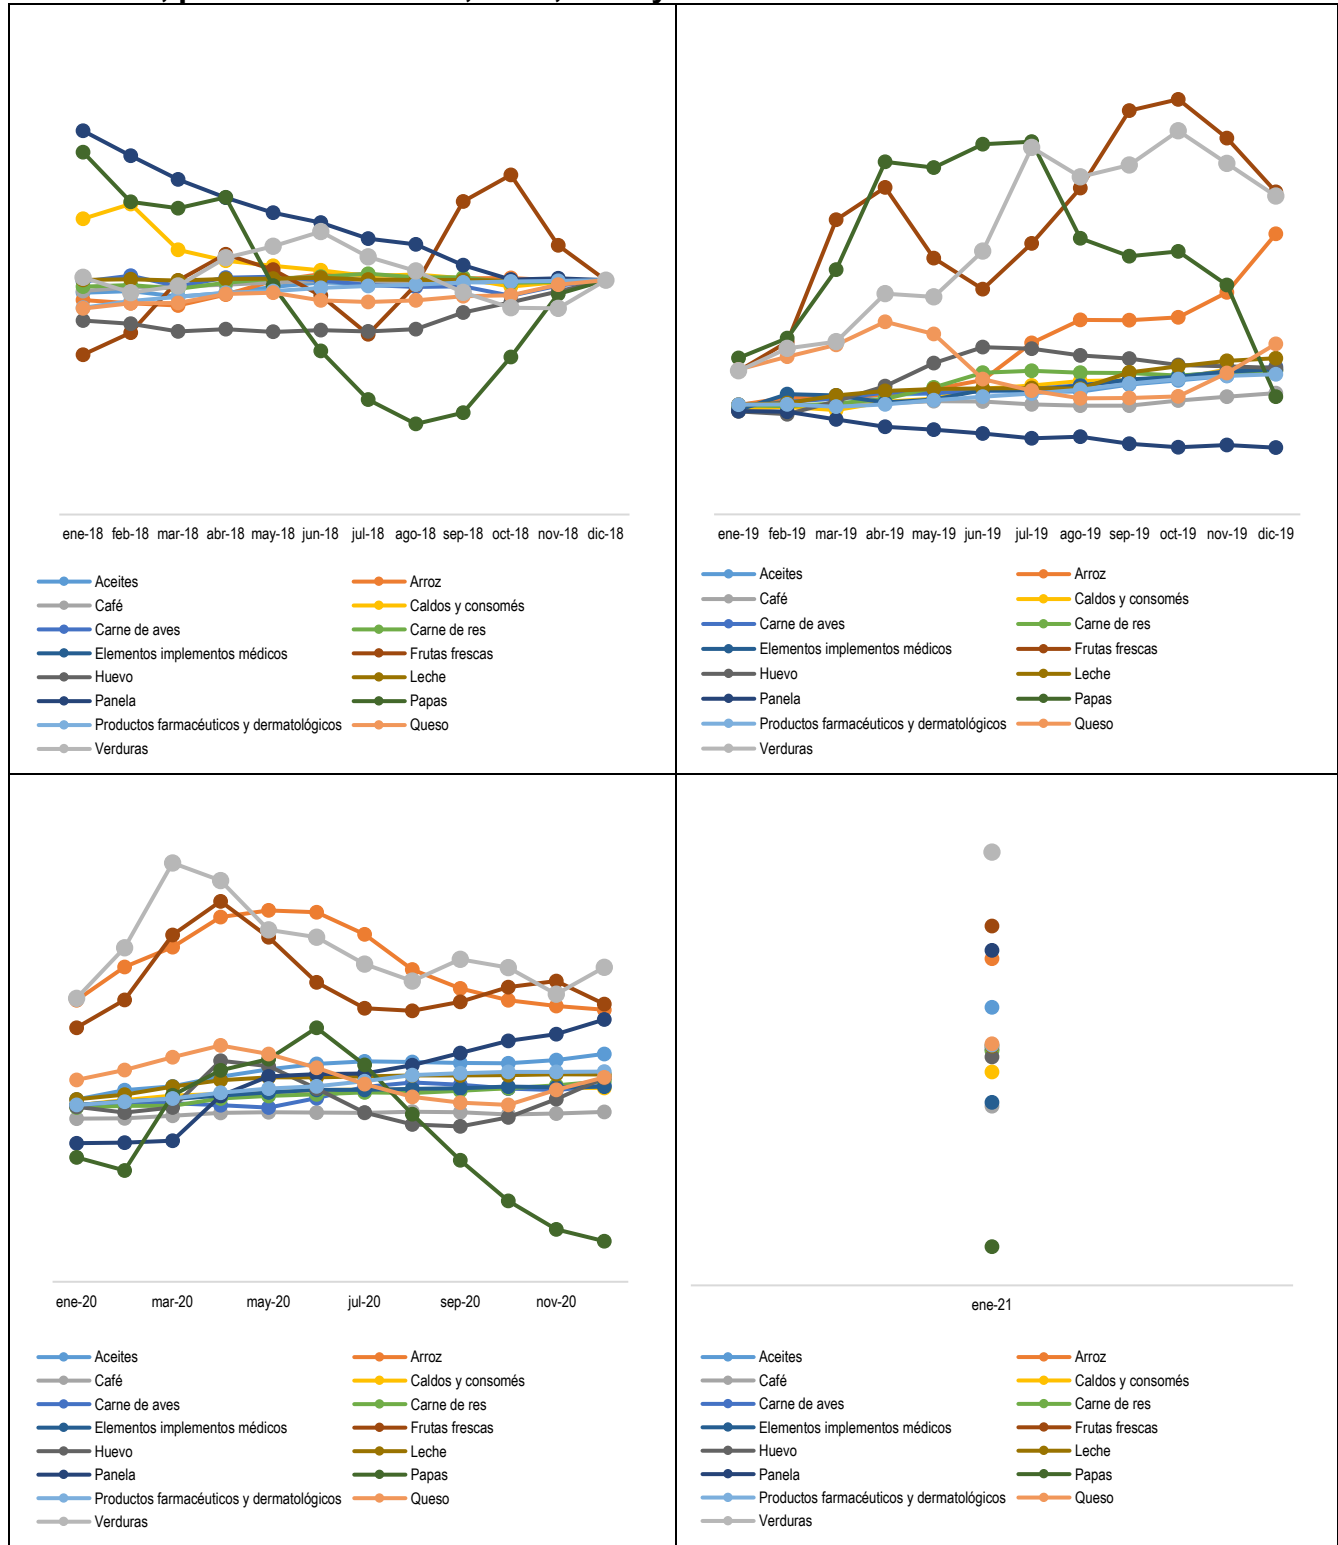 ene-18 feb-18 mar-18 abr-18 may-18 jun-18 jul-18 ago-18 sep-18 oct-18 nov-18 dic-18
Aceites Arroz
Café Caldos y consomés
Carne de aves Carne de res
Elementos implementos médicos Frutas frescas
Huevo Leche
Panela Papas
Productos farmacéuticos y dermatológicos Queso
Verduras
ene-19 feb-19 mar-19 abr-19 may-19 jun-19 jul-19 ago-19 sep-19 oct-19 nov-19 dic-19
Aceites Arroz
Café Caldos y consomés
Carne de aves Carne de res
Elementos implementos médicos Frutas frescas
Huevo Leche
Panela Papas
Productos farmacéuticos y dermatológicos Queso
Verduras
ene-20 mar-20 may-20 jul-20 sep-20 nov-20
Aceites Arroz
Café Caldos y consomés
Carne de aves Carne de res
Elementos implementos médicos Frutas frescas
Huevo Leche
Panela Papas
Productos farmacéuticos y dermatológicos Queso
Verduras
ene-21
Aceites Arroz
Café Caldos y consomés
Carne de aves Carne de res
Elementos implementos médicos Frutas frescas
Huevo Leche
Panela Papas
Productos farmacéuticos y dermatológicos Queso
Verduras